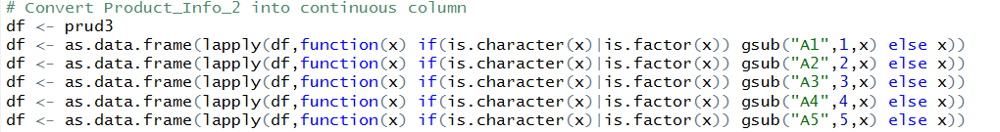 # Convert Product_Info_2 into continuous column
df <- prud3
df <- as.data.frame(lapply(df,function(x) if(is.character(x)|is.factor(x)) gsub("A1",1,x) else x))
df <- as.data.frame(lapply(df,function(x) if(is.character(x)|is.factor(x)) gsub("A2",2,x) else x))
df <- as.data.frame(lapply(df,function(x) if(is.character(x)|is.factor(x)) gsub("A3",3,x) else x))
df <- as.data.frame(lapply(df,function(x) if(is.character(x)|is.factor(x)) gsub("A4",4,x) else x))
df <- as.data.frame(lapply(df,function(x) if(is.character(x)|is.factor(x)) gsub("A5",5,x) else x))